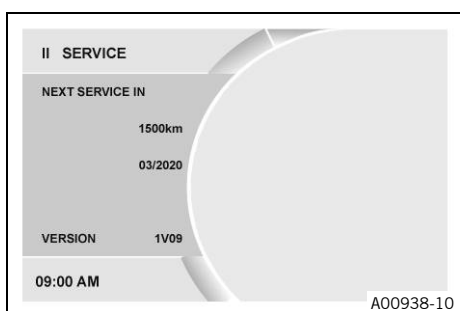 II SERVICE
NEXT SERVICE IN
1500km
03/2020
VERSION 1V09
09:00 AM
A00938-10